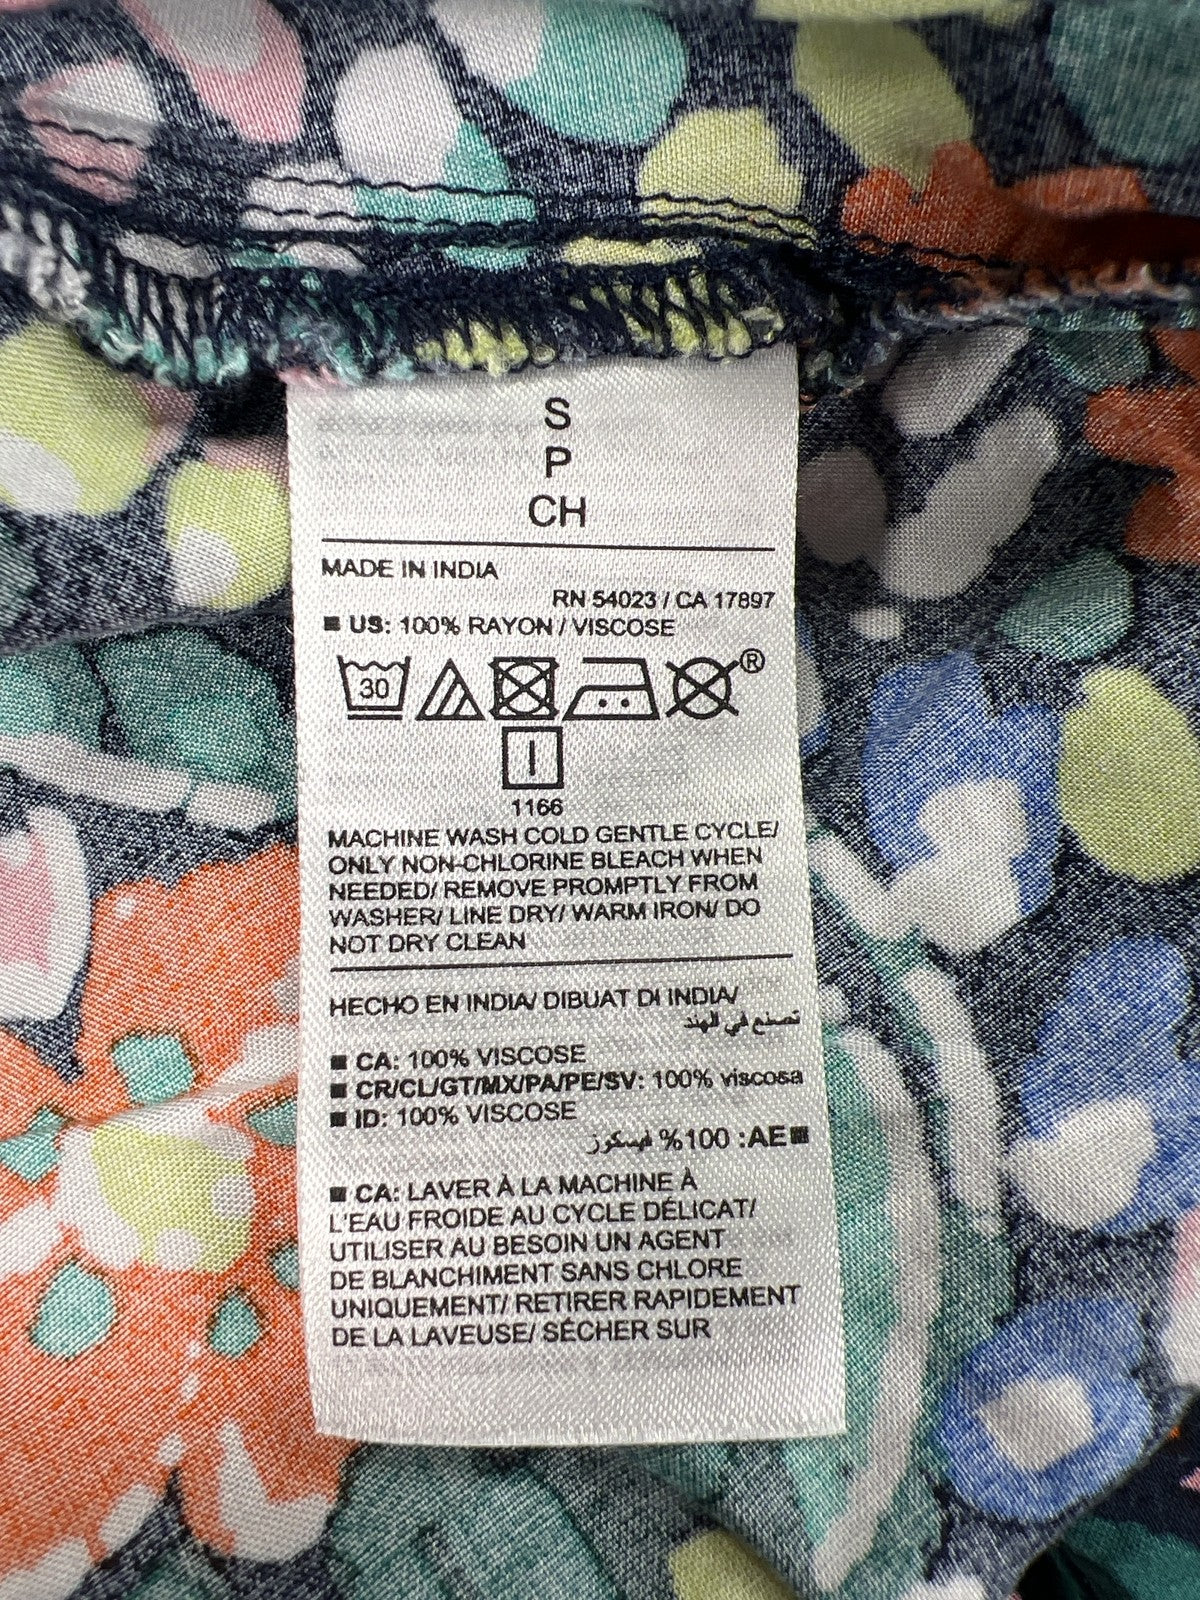 S
P
CH
MADE IN INDIA
RN 54023 / CA 17897
■ US: 100% RAYON / VISCOSE
30
®
1166
MACHINE WASH COLD GENTLE CYCLE/
ONLY NON-CHLORINE BLEACH WHEN
NEEDED/ REMOVE PROMPTLY FROM
WASHER/ LINE DRY/ WARM IRON/ DO
NOT DRY CLEAN
HECHO EN INDIA/ DIBUAT DI INDIA/
تصنع في الهند
■ CA: 100% VISCOSE
■ CR/CL/GT/MX/PA/PE/SV: 100% viscosa
■ ID: 100% VISCOSE
■AE: 100% فيسكوز
■ CA: LAVER À LA MACHINE À
L'EAU FROIDE AU CYCLE DÉLICAT/
UTILISER AU BESOIN UN AGENT
DE BLANCHIMENT SANS CHLORE
UNIQUEMENT/ RETIRER RAPIDEMENT
DE LA LAVEUSE/ SÉCHER SUR